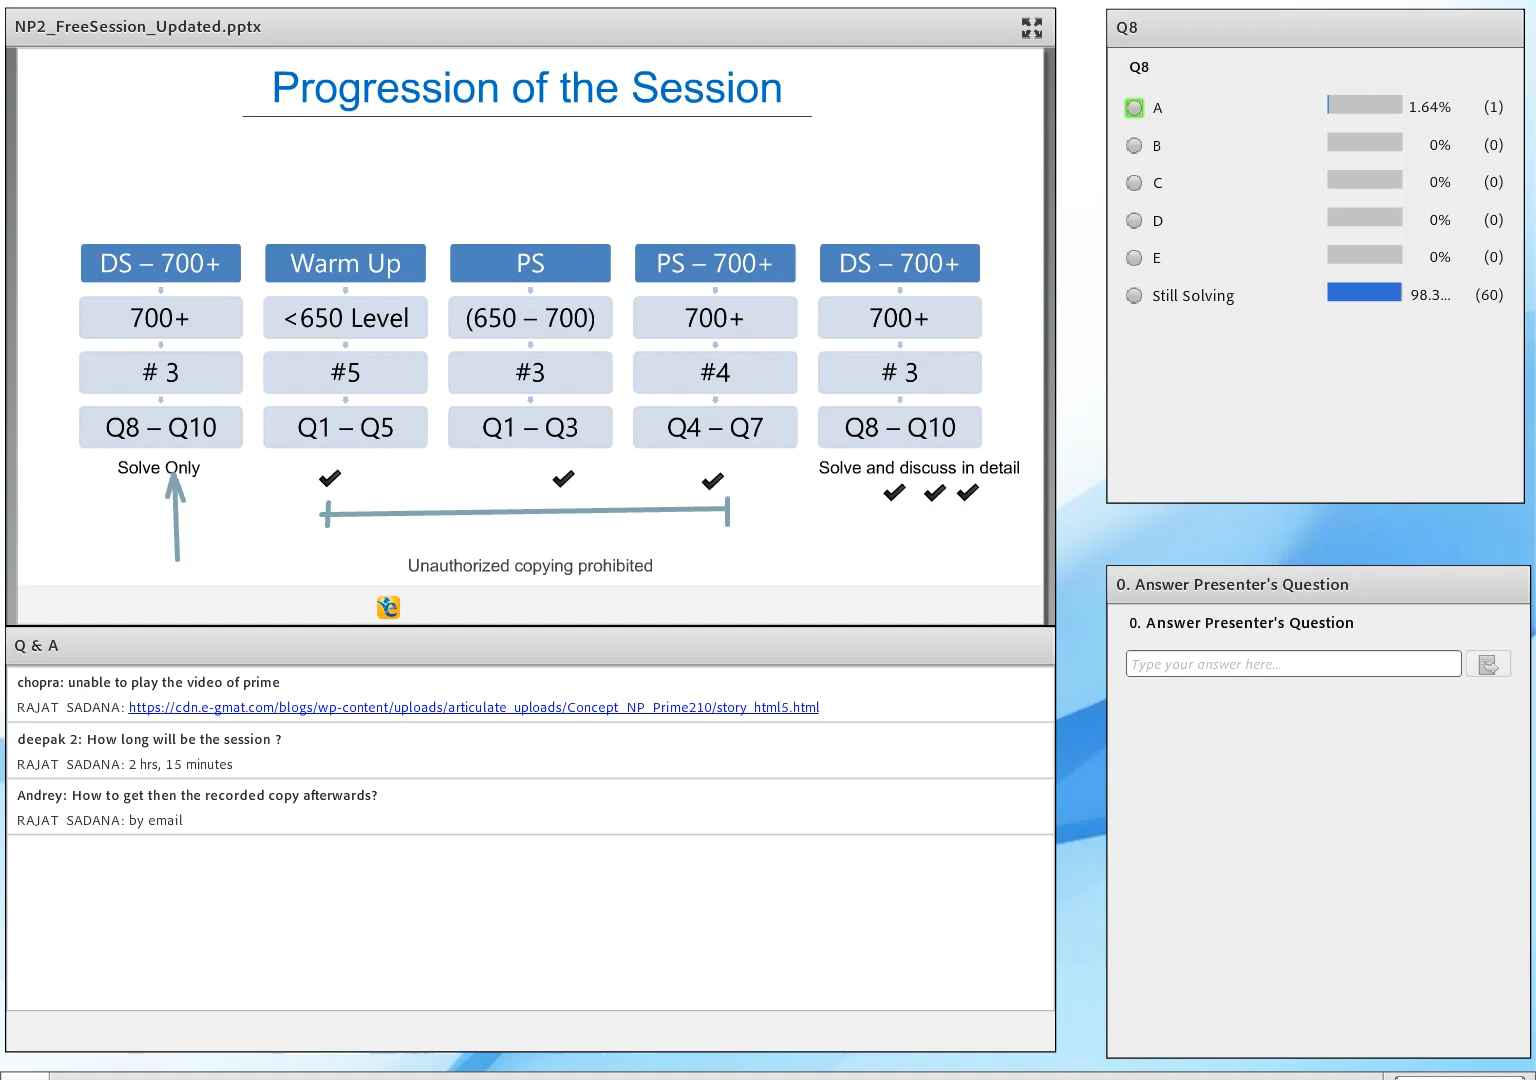 NP2_FreeSession_Updated.pptx
Progression of the Session
DS – 700+ Warm Up PS PS – 700+ DS – 700+
700+ <650 Level (650 – 700) 700+ 700+
# 3 #5 #3 #4 # 3
Q8 – Q10 Q1 – Q5 Q1 – Q3 Q4 – Q7 Q8 – Q10
Solve Only Solve and discuss in detail
Unauthorized copying prohibited
Q & A
chopra: unable to play the video of prime
RAJAT SADANA: https://cdn.e-gmat.com/blogs/wp-content/uploads/articulate_uploads/Concept_NP_Prime210/story_html5.html
deepak 2: How long will be the session ?
RAJAT SADANA: 2 hrs, 15 minutes
Andrey: How to get then the recorded copy afterwards?
RAJAT SADANA: by email
Q8
Q8
A 1.64% (1)
B 0% (0)
C 0% (0)
D 0% (0)
E 0% (0)
Still Solving 98.3... (60)
0. Answer Presenter's Question
0. Answer Presenter's Question
Type your answer here...